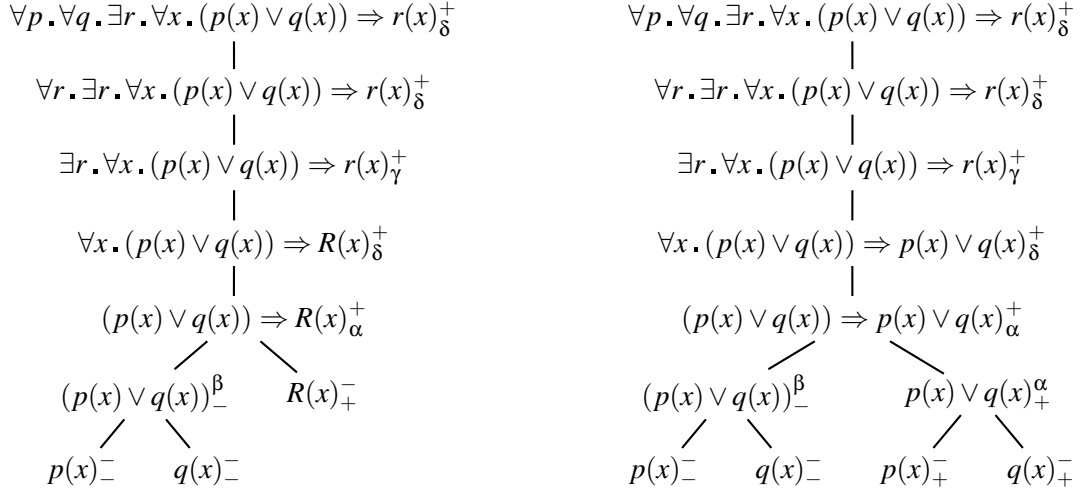 ∀p.∀q.∃r.∀x.(p(x)∨q(x)) ⇒ r(x)⁺_δ
∀r.∃r.∀x.(p(x)∨q(x)) ⇒ r(x)⁺_δ
∃r.∀x.(p(x)∨q(x)) ⇒ r(x)⁺_γ
∀x.(p(x)∨q(x)) ⇒ R(x)⁺_δ
(p(x)∨q(x)) ⇒ R(x)⁺_α
(p(x)∨q(x))^β_− R(x)^−_+
p(x)^−_− q(x)^−_−
∀p.∀q.∃r.∀x.(p(x)∨q(x)) ⇒ r(x)⁺_δ
∀r.∃r.∀x.(p(x)∨q(x)) ⇒ r(x)⁺_δ
∃r.∀x.(p(x)∨q(x)) ⇒ r(x)⁺_γ
∀x.(p(x)∨q(x)) ⇒ p(x)∨q(x)⁺_δ
(p(x)∨q(x)) ⇒ p(x)∨q(x)⁺_α
(p(x)∨q(x))^β_− p(x)∨q(x)^α_+
p(x)^−_− q(x)^−_− p(x)^−_+ q(x)^−_+